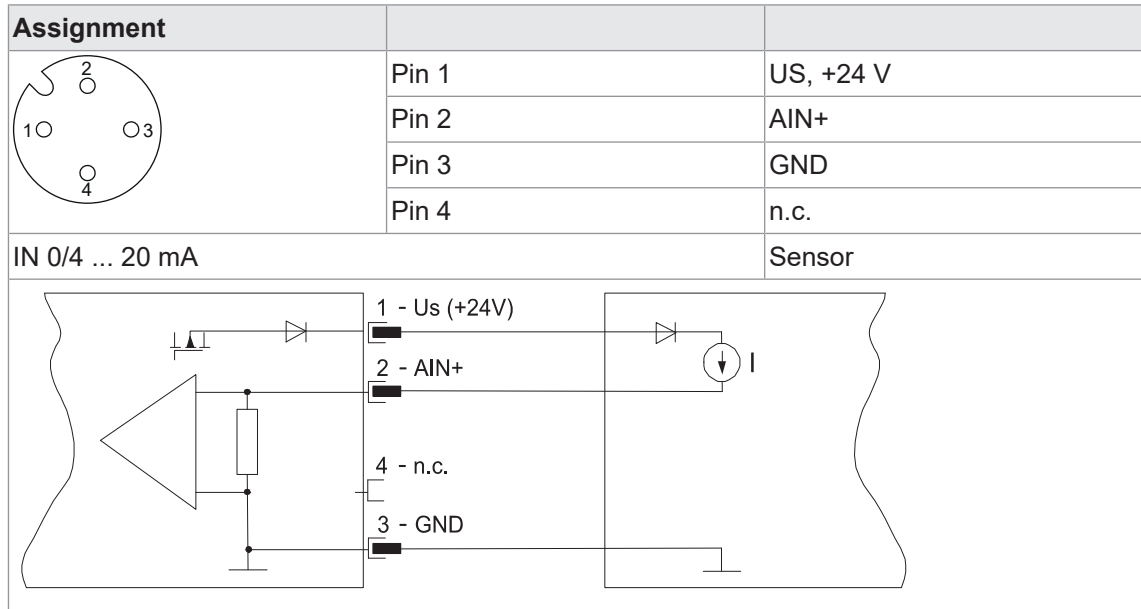 Assignment
2
1
3
4
Pin 1 US, +24 V
Pin 2 AIN+
Pin 3 GND
Pin 4 n.c.
IN 0/4 ... 20 mA Sensor
1 - Us (+24V)
I
2 - AIN+
4 - n.c.
3 - GND